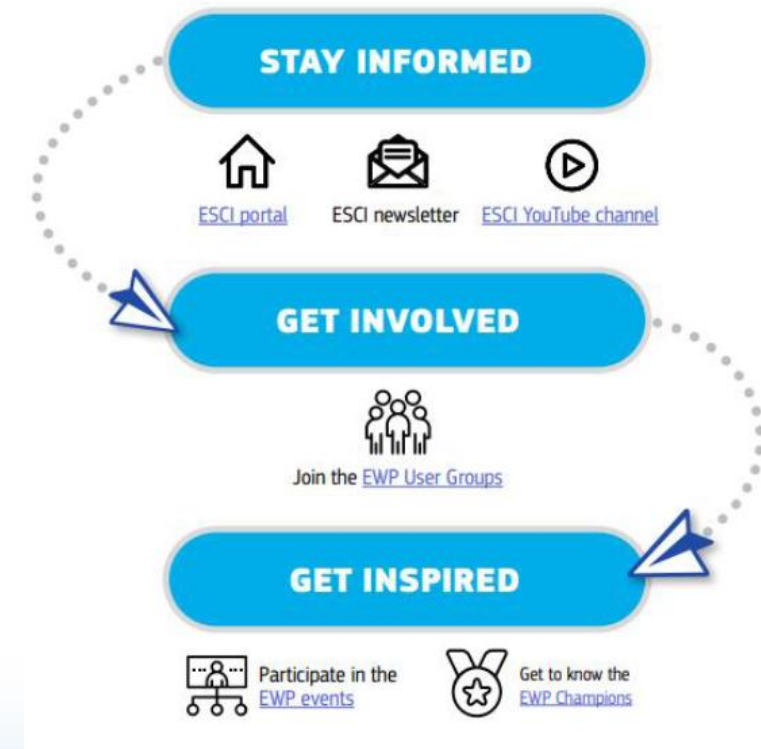 STAY INFORMED
ESCI portal
ESCI newsletter
ESCI YouTube channel
GET INVOLVED
Join the EWP User Groups
GET INSPIRED
Participate in the
EWP events
Get to know the
EWP Champions